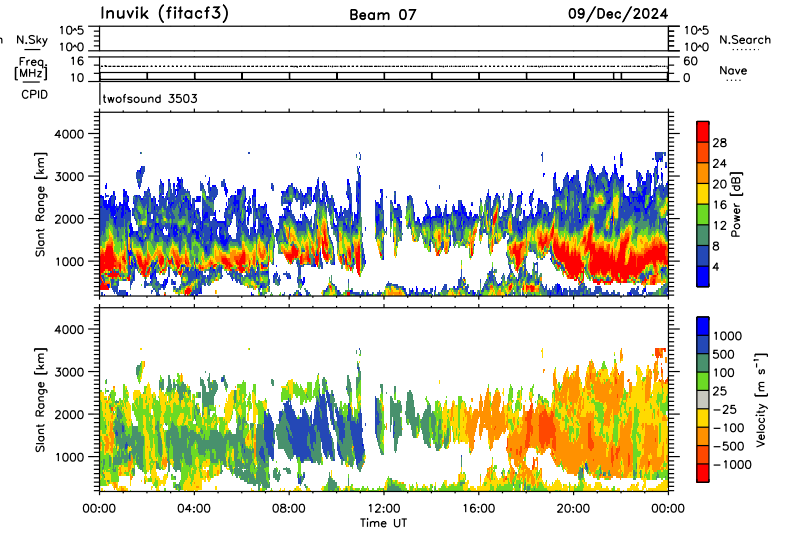 Inuvik (fitacf3) Beam 07 09/Dec/2024
10^5 10^5
N.Sky N.Search
10^0 10^0
16 60
Freq.
[MHz] Nave
10 0
CPID
twofsound 3503
4000
3000
2000
1000
Slant Range [km]
28
24
20
16
12
8
4
Power [dB]
4000
3000
2000
1000
Slant Range [km]
1000
500
100
25
-25
-100
-500
-1000
Velocity [m s⁻¹]
00:00 04:00 08:00 12:00 16:00 20:00 00:00
Time UT